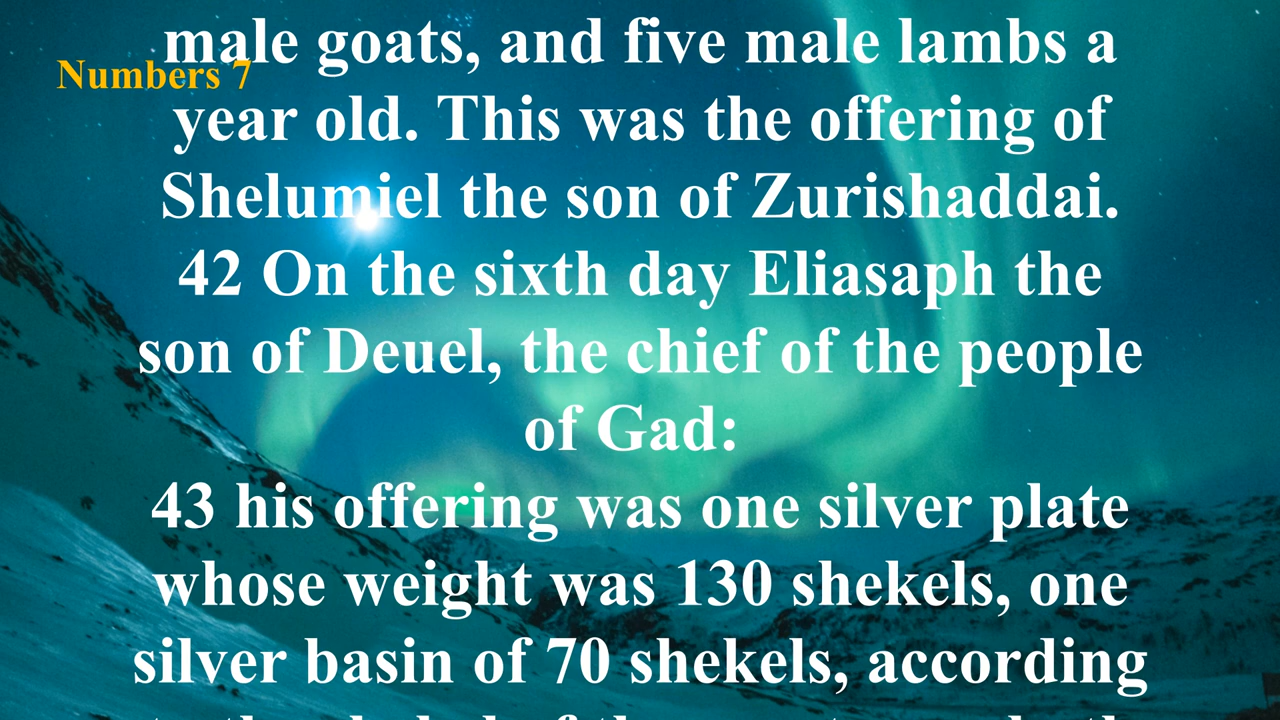 male goats, and five male lambs a
Numbers 7
year old. This was the offering of
Shelumiel the son of Zurishaddai.
42 On the sixth day Eliasaph the
son of Deuel, the chief of the people
of Gad:
43 his offering was one silver plate
whose weight was 130 shekels, one
silver basin of 70 shekels, according